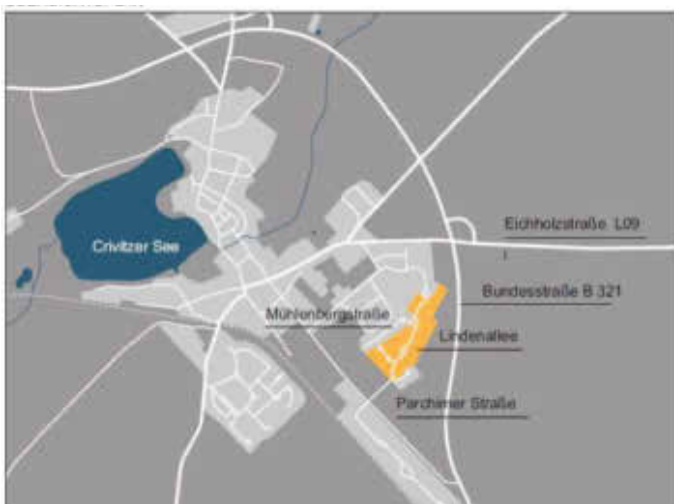 Eichholzstraße L09
Crivitzer See
Bundesstraße B 321
Mühlenbergstraße
Lindenallee
Parchimer Straße